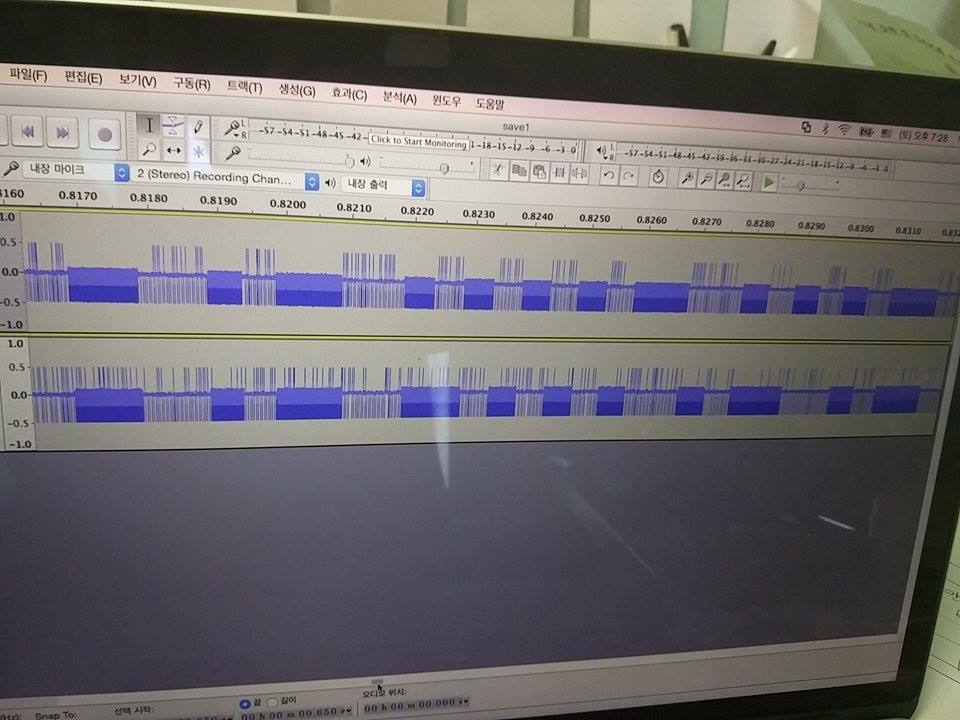 파일(F) 편집(E) 보기(V) 구동(R) 트랙(T) 생성(G) 효과(C) 분석(A) 윈도우 도움말
(토) 오후 7:28
save1
L
R
-57 -54 -51 -48 -45 -42
Click to Start Monitoring
-18 -15 -12 -9 -6 -3 0
L
R
-57 -54 -51 -48 -45 -42 -39 -36 -33 -30 -27 -24 -21 -18 -15 -12 -9 -6 -3 0
내장 마이크
2 (Stereo) Recording Chan...
내장 출력
0.8170 0.8180 0.8190 0.8200 0.8210 0.8220 0.8230 0.8240 0.8250 0.8260 0.8270 0.8280 0.8290 0.8300 0.8310
1.0
0.5
0.0
-0.5
-1.0
1.0
0.5
0.0
-0.5
-1.0
Snap To:
선택 시작:
끝
길이
오디오 위치:
00 h 00 m 00.650 s
00 h 00 m 00.000 s